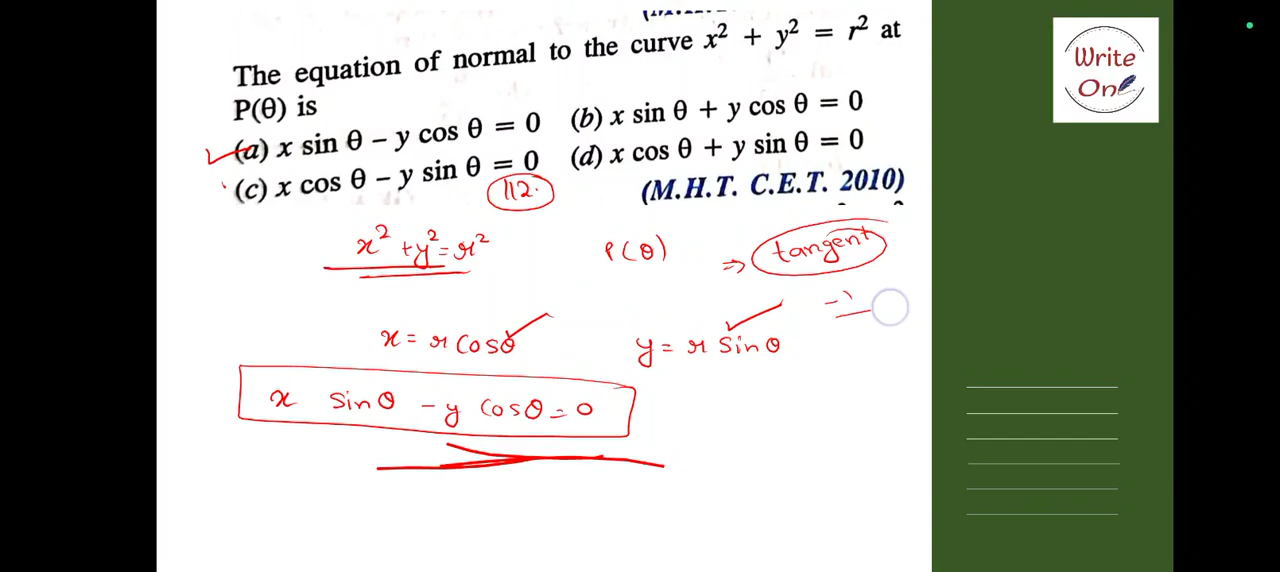 The equation of normal to the curve x² + y² = r² at
P(θ) is
(a) x sin θ − y cos θ = 0 (b) x sin θ + y cos θ = 0
(c) x cos θ − y sin θ = 0 (d) x cos θ + y sin θ = 0
112.
(M.H.T. C.E.T. 2010)
x² + y² = r² P(θ) ⇒ tangent
x = r cosθ y = r sinθ
x sinθ − y cosθ = 0
Write
On